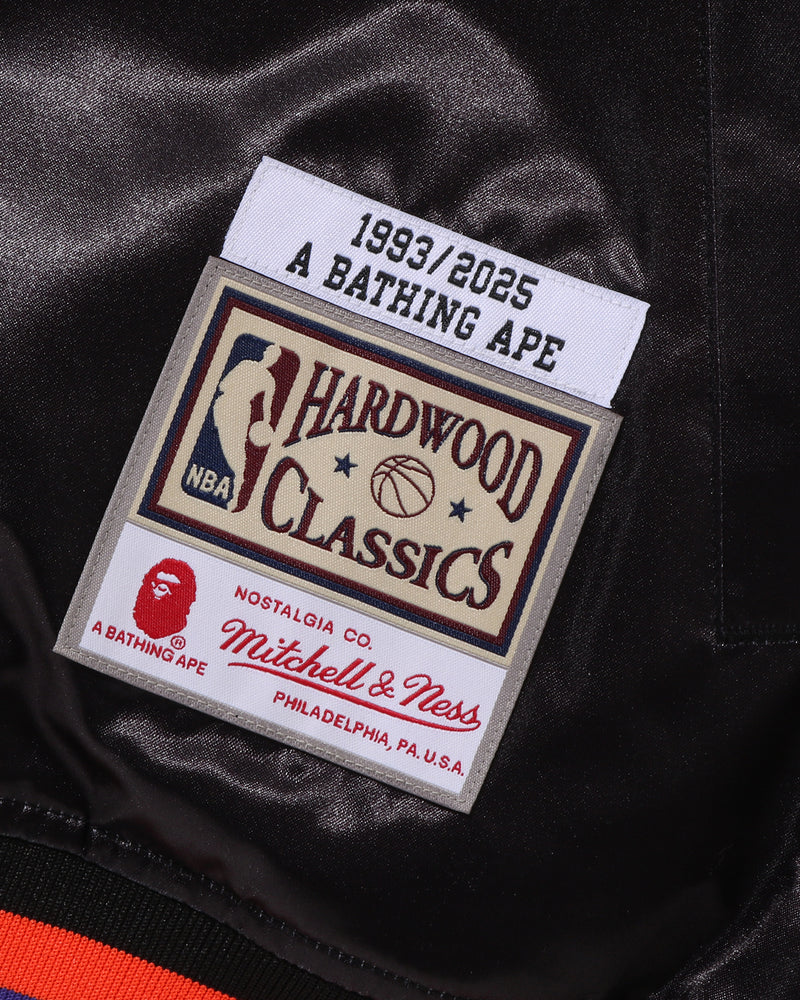 1993/2025
A BATHING APE
HARDWOOD
CLASSICS
NBA
NOSTALGIA CO.
Mitchell & Ness
PHILADELPHIA, PA. U.S.A.
®
A BATHING APE